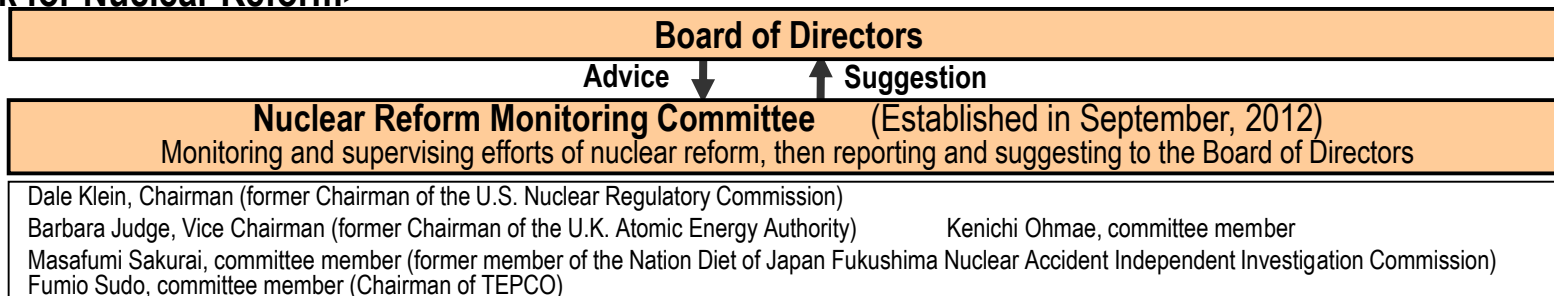 k for Nuclear Reform>
Board of Directors
Advice Suggestion
Nuclear Reform Monitoring Committee (Established in September, 2012)
Monitoring and supervising efforts of nuclear reform, then reporting and suggesting to the Board of Directors
Dale Klein, Chairman (former Chairman of the U.S. Nuclear Regulatory Commission)
Barbara Judge, Vice Chairman (former Chairman of the U.K. Atomic Energy Authority) Kenichi Ohmae, committee member
Masafumi Sakurai, committee member (former member of the Nation Diet of Japan Fukushima Nuclear Accident Independent Investigation Commission)
Fumio Sudo, committee member (Chairman of TEPCO)